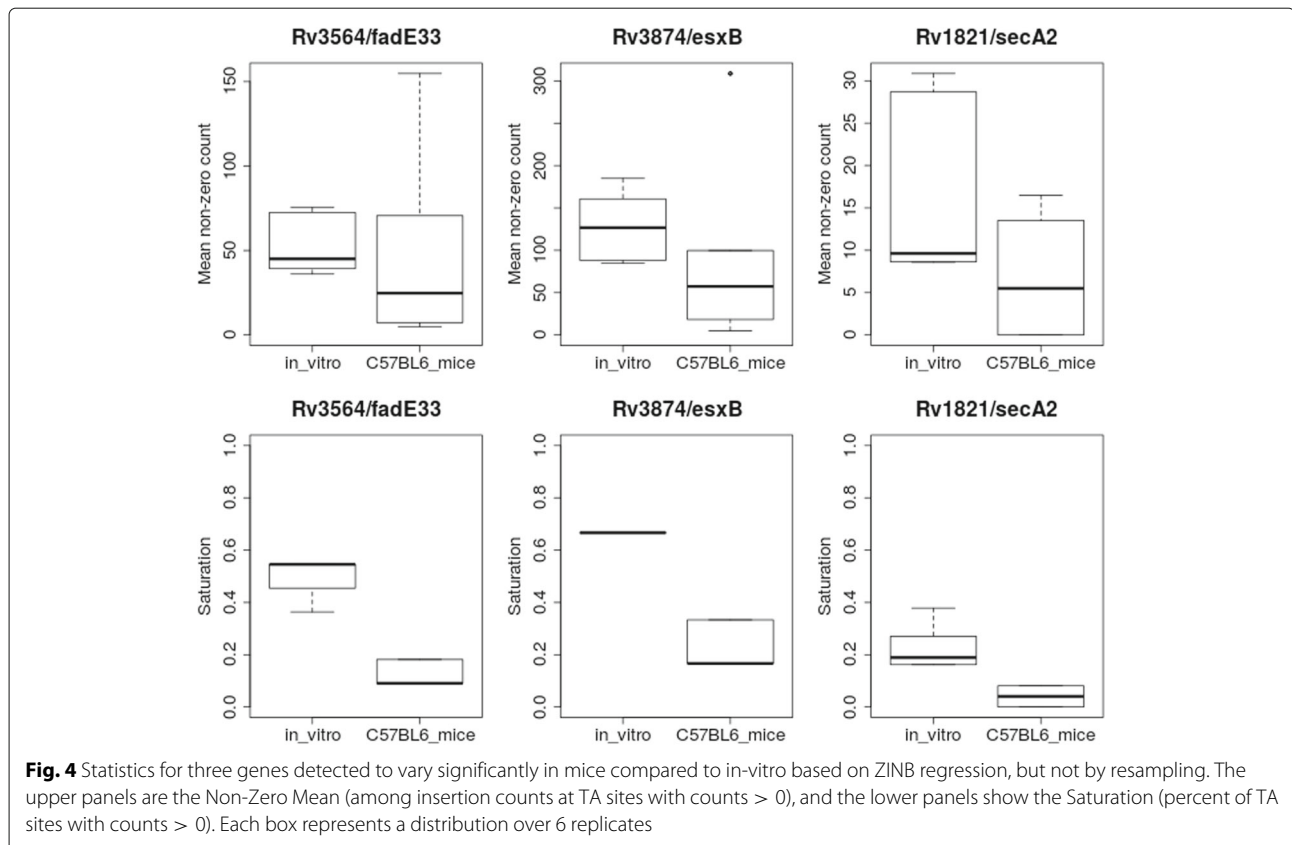 Rv3564/fadE33
Rv3874/esxB
Rv1821/secA2
Mean non-zero count
0
50
100
150
in_vitro
C57BL6_mice
Mean non-zero count
0
50
100
200
300
in_vitro
C57BL6_mice
Mean non-zero count
0
5
10
15
20
25
30
in_vitro
C57BL6_mice
Rv3564/fadE33
Rv3874/esxB
Rv1821/secA2
Saturation
0.0
0.2
0.4
0.6
0.8
1.0
in_vitro
C57BL6_mice
Saturation
0.0
0.2
0.4
0.6
0.8
1.0
in_vitro
C57BL6_mice
Saturation
0.0
0.2
0.4
0.6
0.8
1.0
in_vitro
C57BL6_mice
Fig. 4 Statistics for three genes detected to vary significantly in mice compared to in-vitro based on ZINB regression, but not by resampling. The
upper panels are the Non-Zero Mean (among insertion counts at TA sites with counts > 0), and the lower panels show the Saturation (percent of TA
sites with counts > 0). Each box represents a distribution over 6 replicates